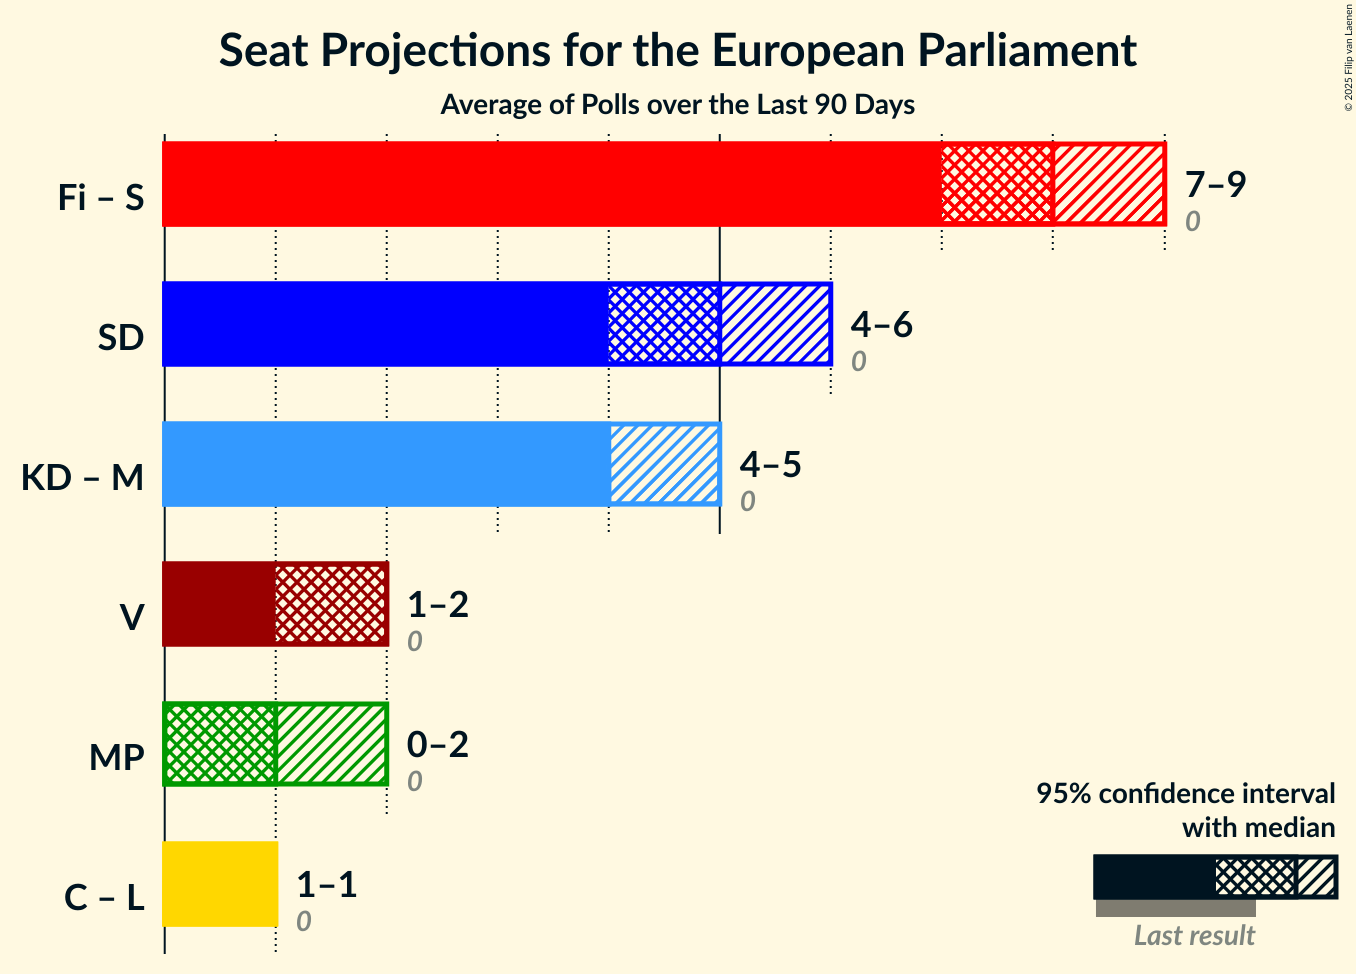 Seat Projections for the European Parliament
Average of Polls over the Last 90 Days
© 2025 Filip van Laenen
Fi – S
7–9
0
SD
4–6
0
KD – M
4–5
0
V
1–2
0
MP
0–2
0
C – L
1–1
0
95% confidence interval
with median
Last result